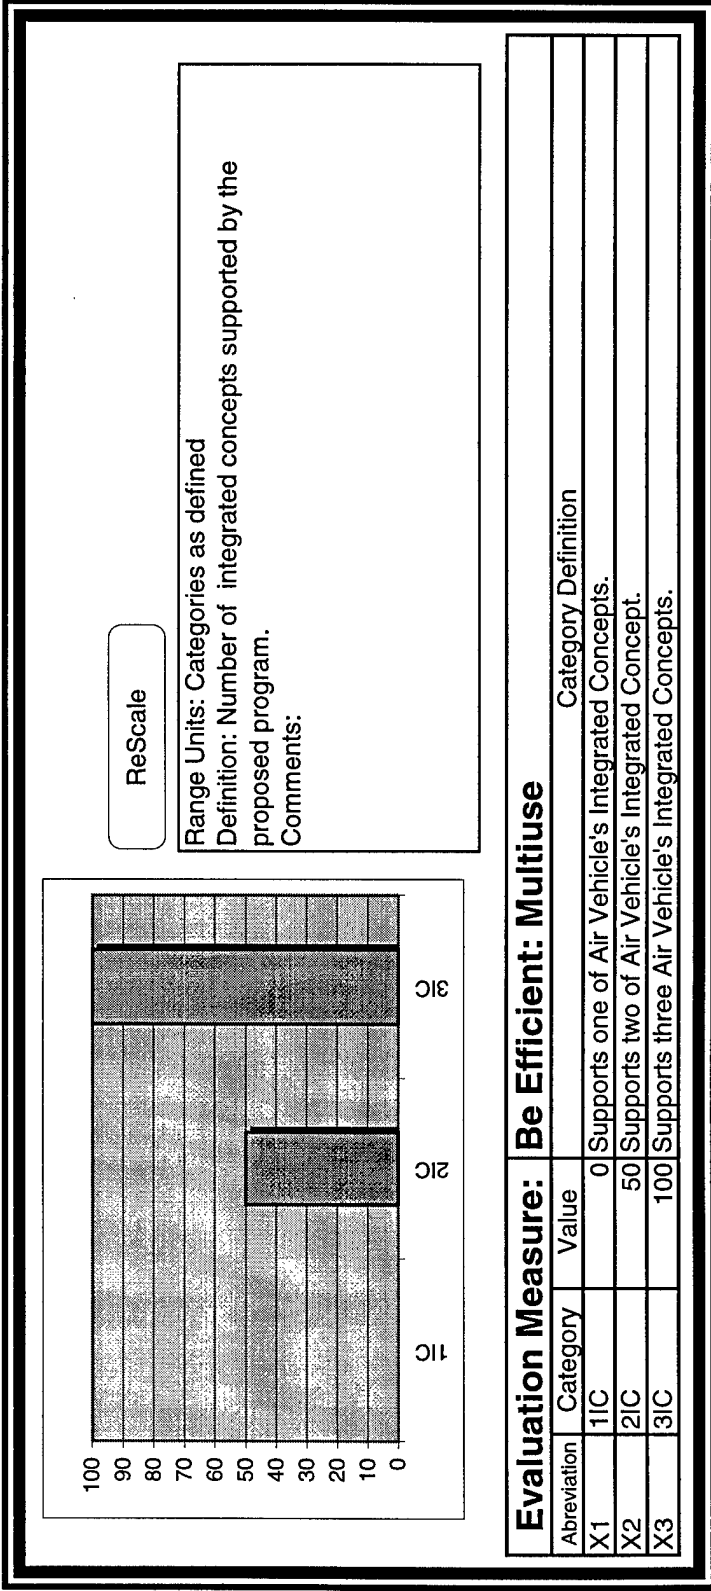 100
90
80
70
60
50
40
30
20
10
0
1IC
2IC
3IC
ReScale
Range Units: Categories as defined
Definition: Number of integrated concepts supported by the
proposed program.
Comments:
Evaluation Measure: Be Efficient: Multiuse
Abreviation Category Value Category Definition
X1 1IC 0 Supports one of Air Vehicle's Integrated Concepts.
X2 2IC 50 Supports two of Air Vehicle's Integrated Concept.
X3 3IC 100 Supports three Air Vehicle's Integrated Concepts.